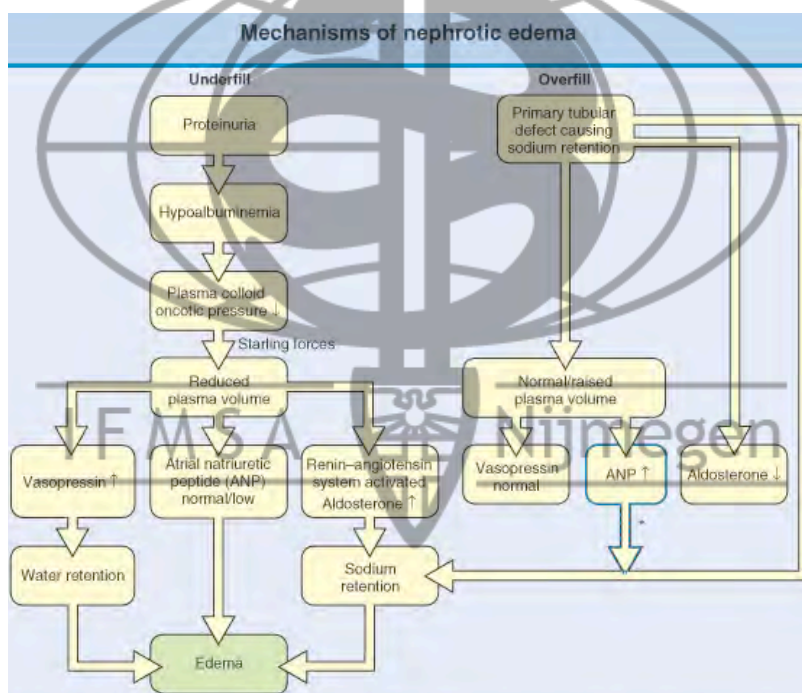 Mechanisms of nephrotic edema
Underfill
Overfill
Proteinuria
Primary tubular
defect causing
sodium retention
Hypoalbuminemia
Plasma colloid
oncotic pressure ↓
Starling forces
Reduced
plasma volume
Normal/raised
plasma volume
IFMSA
Nijmegen
Vasopressin ↑
Atrial natriuretic
peptide (ANP)
normal/low
Renin–angiotensin
system activated
Aldosterone ↑
Vasopressin
normal
ANP ↑
Aldosterone ↓
Water retention
Sodium
retention
Edema